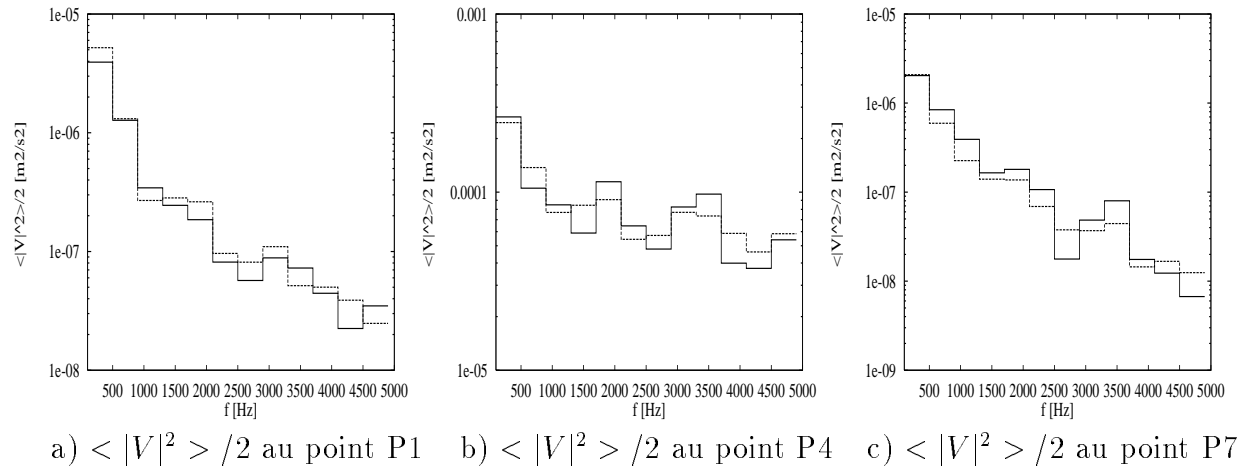 1e-05
1e-06
1e-07
1e-08
<|V|^2>/2 [m2/s2]
500 1000 1500 2000 2500 3000 3500 4000 4500 5000
f [Hz]
a) < |V|² > /2 au point P1
0.001
0.0001
1e-05
<|V|^2>/2 [m2/s2]
500 1000 1500 2000 2500 3000 3500 4000 4500 5000
f [Hz]
b) < |V|² > /2 au point P4
1e-05
1e-06
1e-07
1e-08
1e-09
<|V|^2>/2 [m2/s2]
500 1000 1500 2000 2500 3000 3500 4000 4500 5000
f [Hz]
c) < |V|² > /2 au point P7